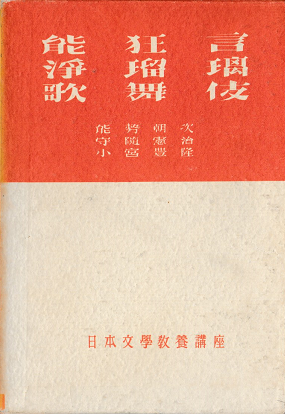 能狂言
淨瑠璃
歌舞伎
能勢朝次
守随憲治
小宮豐隆
日本文學教養講座